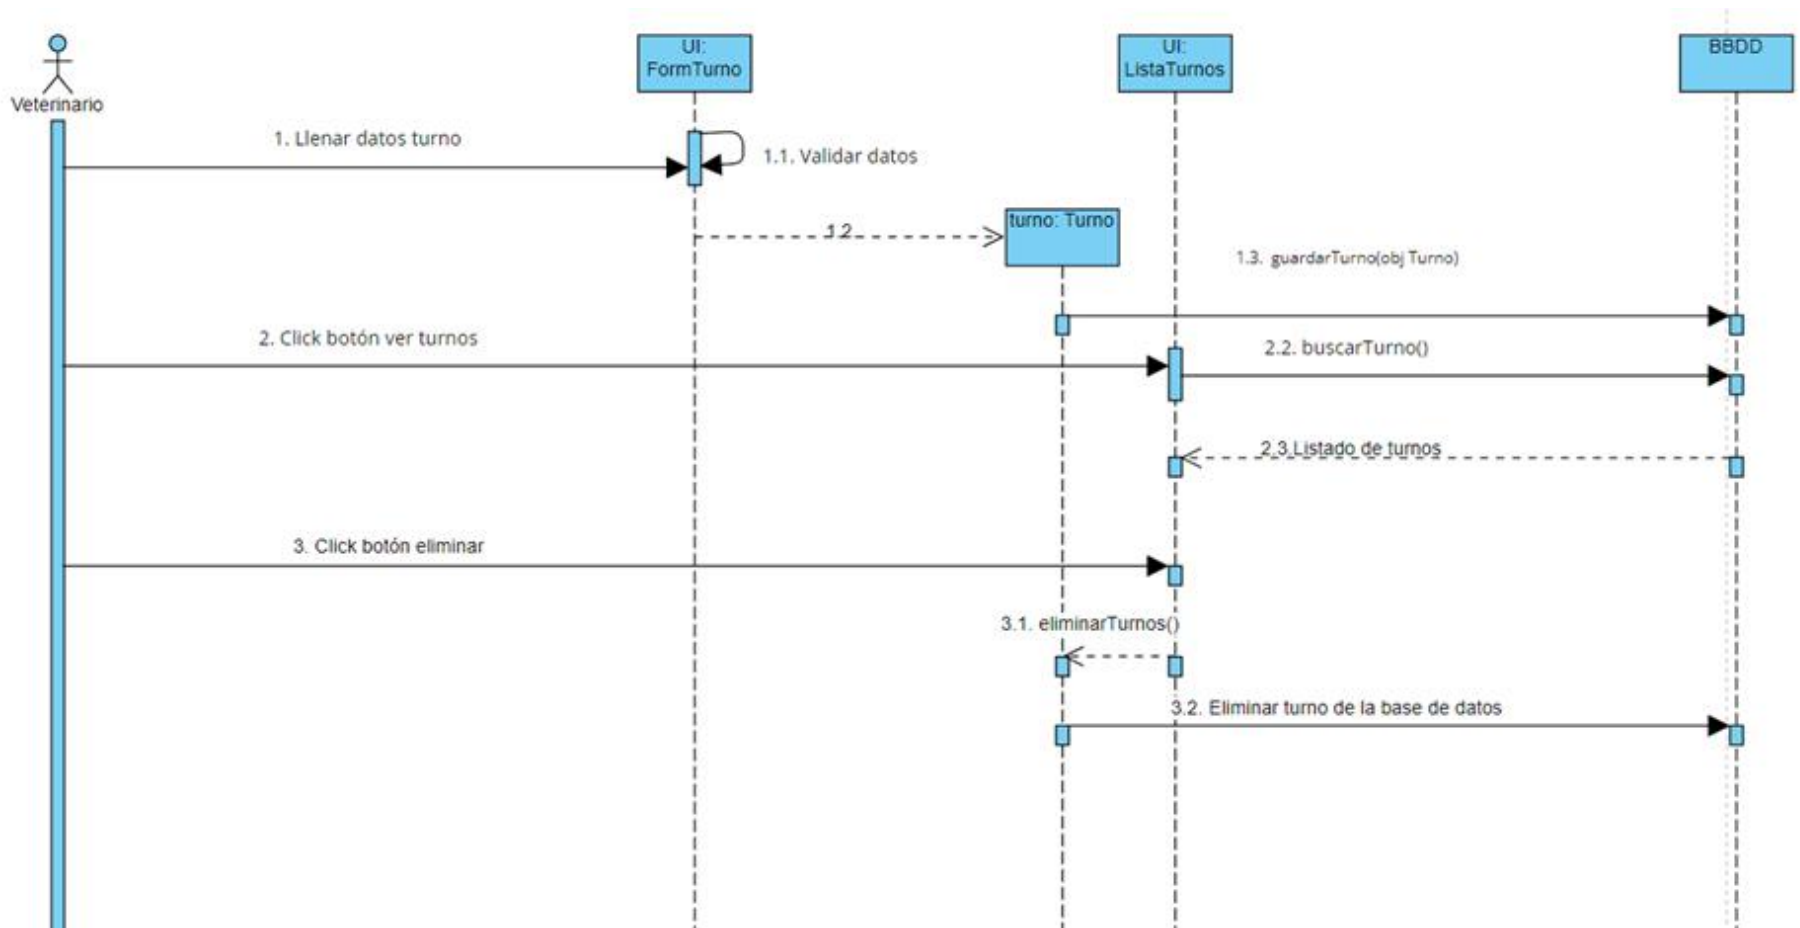 UI:
FormTurno
UI:
ListaTurnos
BBDD
Veterinario
1. Llenar datos turno
1.1. Validar datos
turno: Turno
1.2
1.3. guardarTurno(obj Turno)
2. Click botón ver turnos
2.2. buscarTurno()
2.3.Listado de turnos
3. Click botón eliminar
3.1. eliminarTurnos()
3.2. Eliminar turno de la base de datos